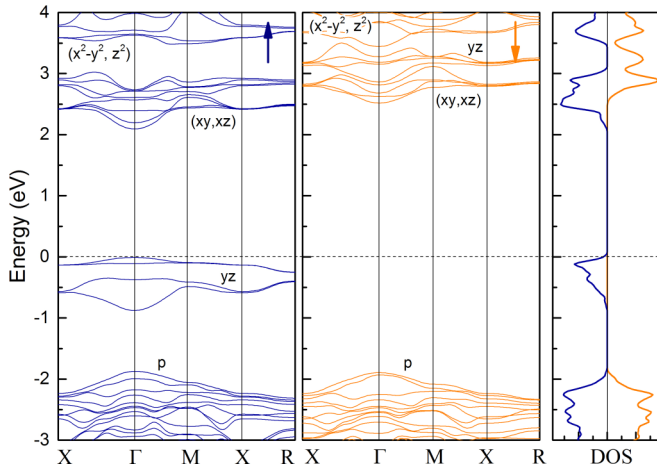 4
3
2
1
0
-1
-2
-3
Energy (eV)
(x²-y², z²)
(xy,xz)
yz
p
X Γ M X R
(x²-y², z²)
yz
(xy,xz)
p
X Γ M X R
DOS